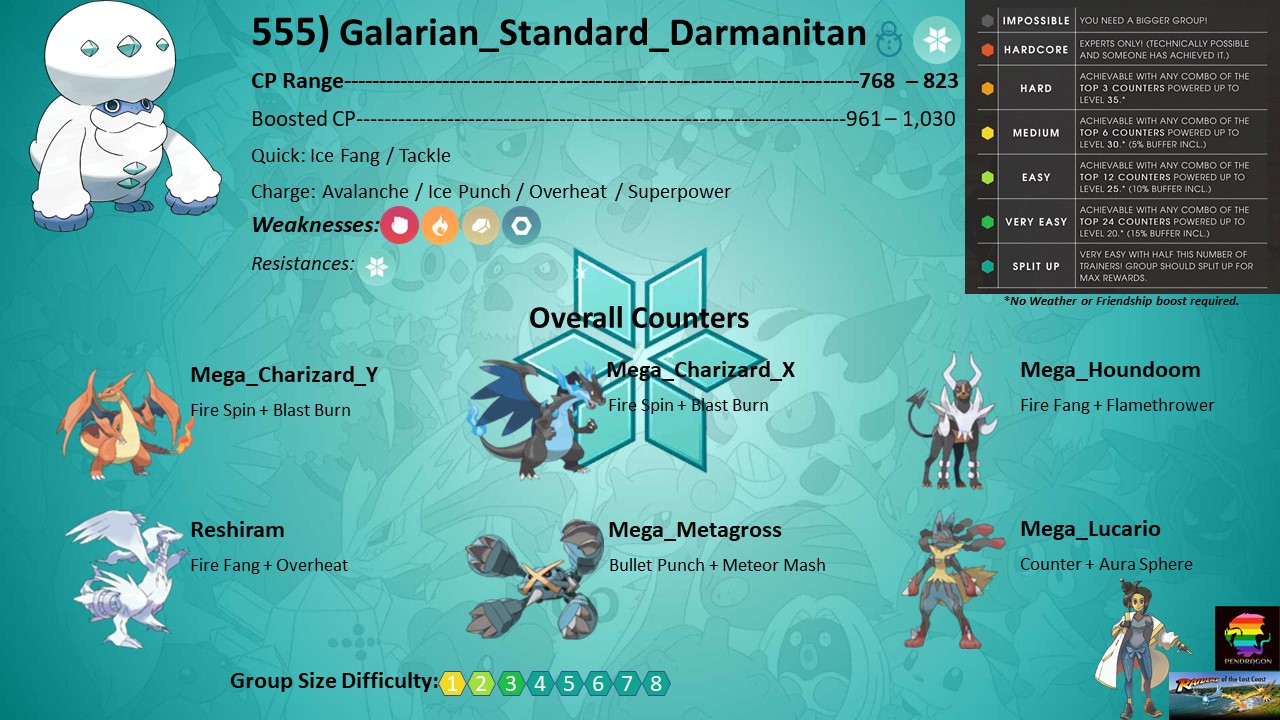 555) Galarian_Standard_Darmanitan
CP Range---768 – 823
Boosted CP---961 – 1,030
Quick: Ice Fang / Tackle
Charge: Avalanche / Ice Punch / Overheat / Superpower
Weaknesses:
Resistances:
IMPOSSIBLE YOU NEED A BIGGER GROUP!
HARDCORE EXPERTS ONLY! (TECHNICALLY POSSIBLE
AND SOMEONE HAS ACHIEVED IT.)
HARD ACHIEVABLE WITH ANY COMBO OF THE
TOP 3 COUNTERS POWERED UP TO
LEVEL 35.*
MEDIUM ACHIEVABLE WITH ANY COMBO OF THE
TOP 6 COUNTERS POWERED UP TO
LEVEL 30.* (5% BUFFER INCL.)
EASY ACHIEVABLE WITH ANY COMBO OF THE
TOP 12 COUNTERS POWERED UP TO
LEVEL 25.* (10% BUFFER INCL.)
VERY EASY ACHIEVABLE WITH ANY COMBO OF THE
TOP 24 COUNTERS POWERED UP TO
LEVEL 20.* (15% BUFFER INCL.)
SPLIT UP VERY EASY WITH HALF THIS NUMBER OF
TRAINERS! GROUP SHOULD SPLIT UP FOR
MAX REWARDS.
*No Weather or Friendship boost required.
Overall Counters
Mega_Charizard_Y
Fire Spin + Blast Burn
Mega_Charizard_X
Fire Spin + Blast Burn
Mega_Houndoom
Fire Fang + Flamethrower
Reshiram
Fire Fang + Overheat
Mega_Metagross
Bullet Punch + Meteor Mash
Mega_Lucario
Counter + Aura Sphere
Group Size Difficulty: 1 2 3 4 5 6 7 8
PENDRAGON
RAIDERS of the Lost Coast